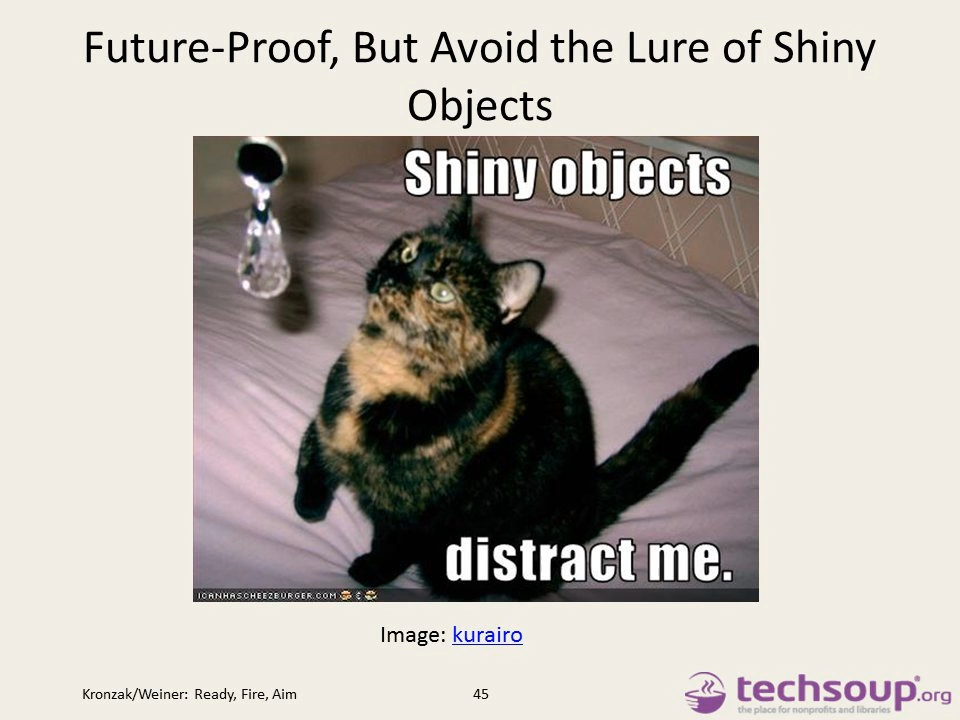 Future-Proof, But Avoid the Lure of Shiny
Objects
Shiny objects
distract me.
ICANHASCHEEZBURGER.COM
Image: kurairo
Kronzak/Weiner: Ready, Fire, Aim
45
techsoup.org
the place for nonprofits and libraries